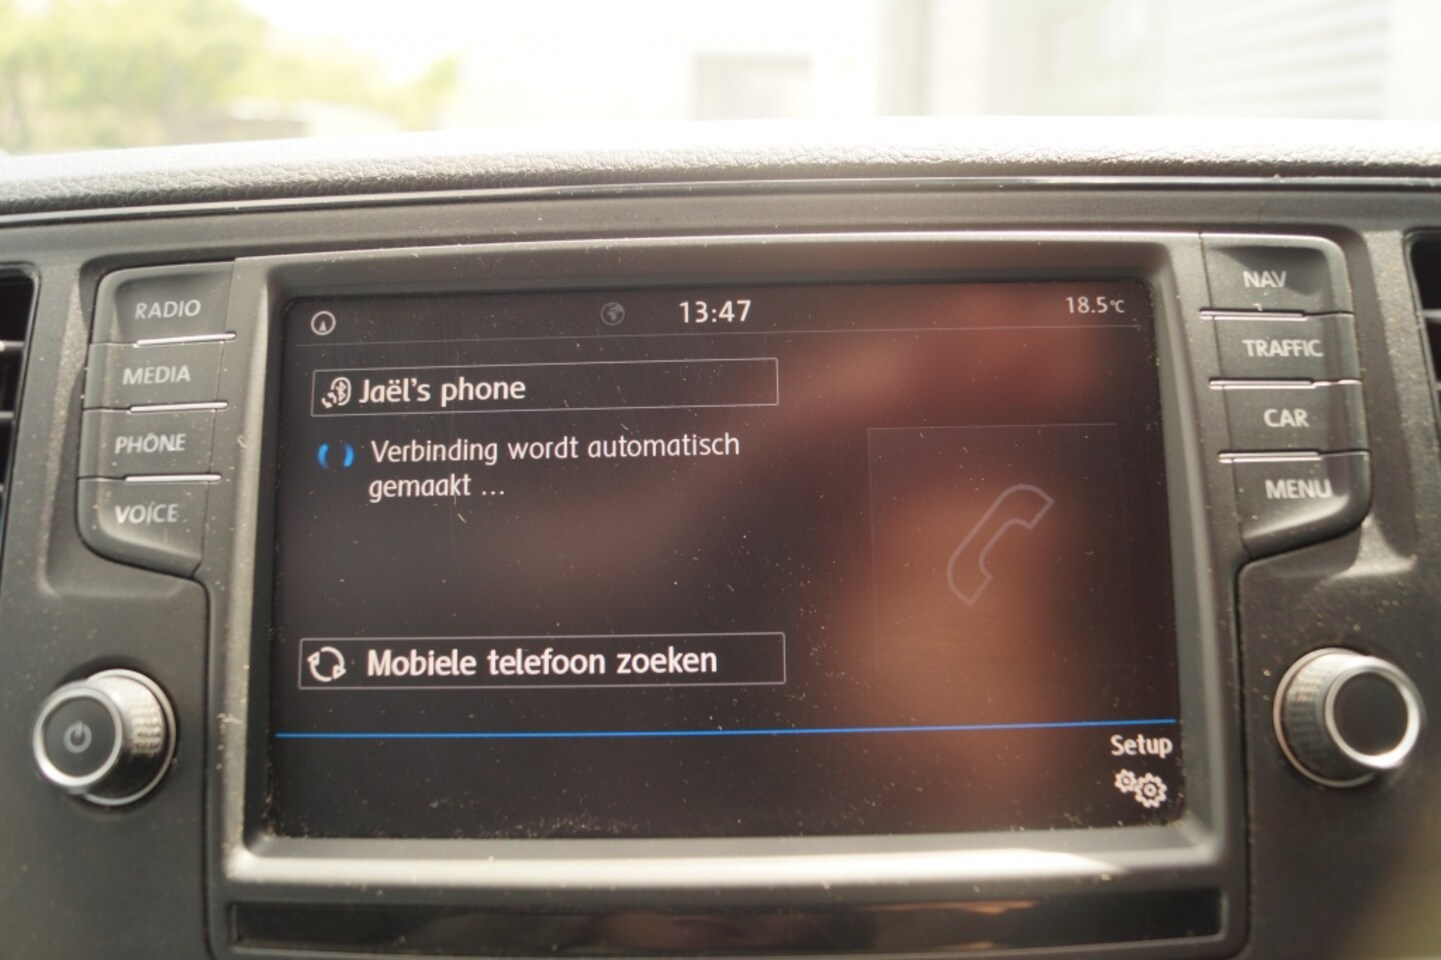 13:47
18.5°C
RADIO
MEDIA
PHONE
VOICE
Jaël's phone
Verbinding wordt automatisch
gemaakt ...
Mobiele telefoon zoeken
Setup
NAV
TRAFFIC
CAR
MENU